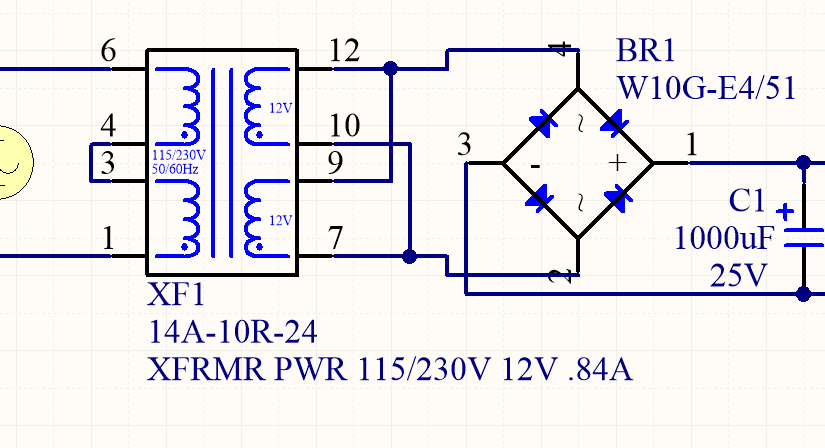 6
12
4
10
3
9
1
7
12V
115/230V
50/60Hz
12V
XF1
14A-10R-24
XFRMR PWR 115/230V 12V .84A
BR1
W10G-E4/51
4
~
3
-
+
1
~
2
C1
+
1000uF
25V